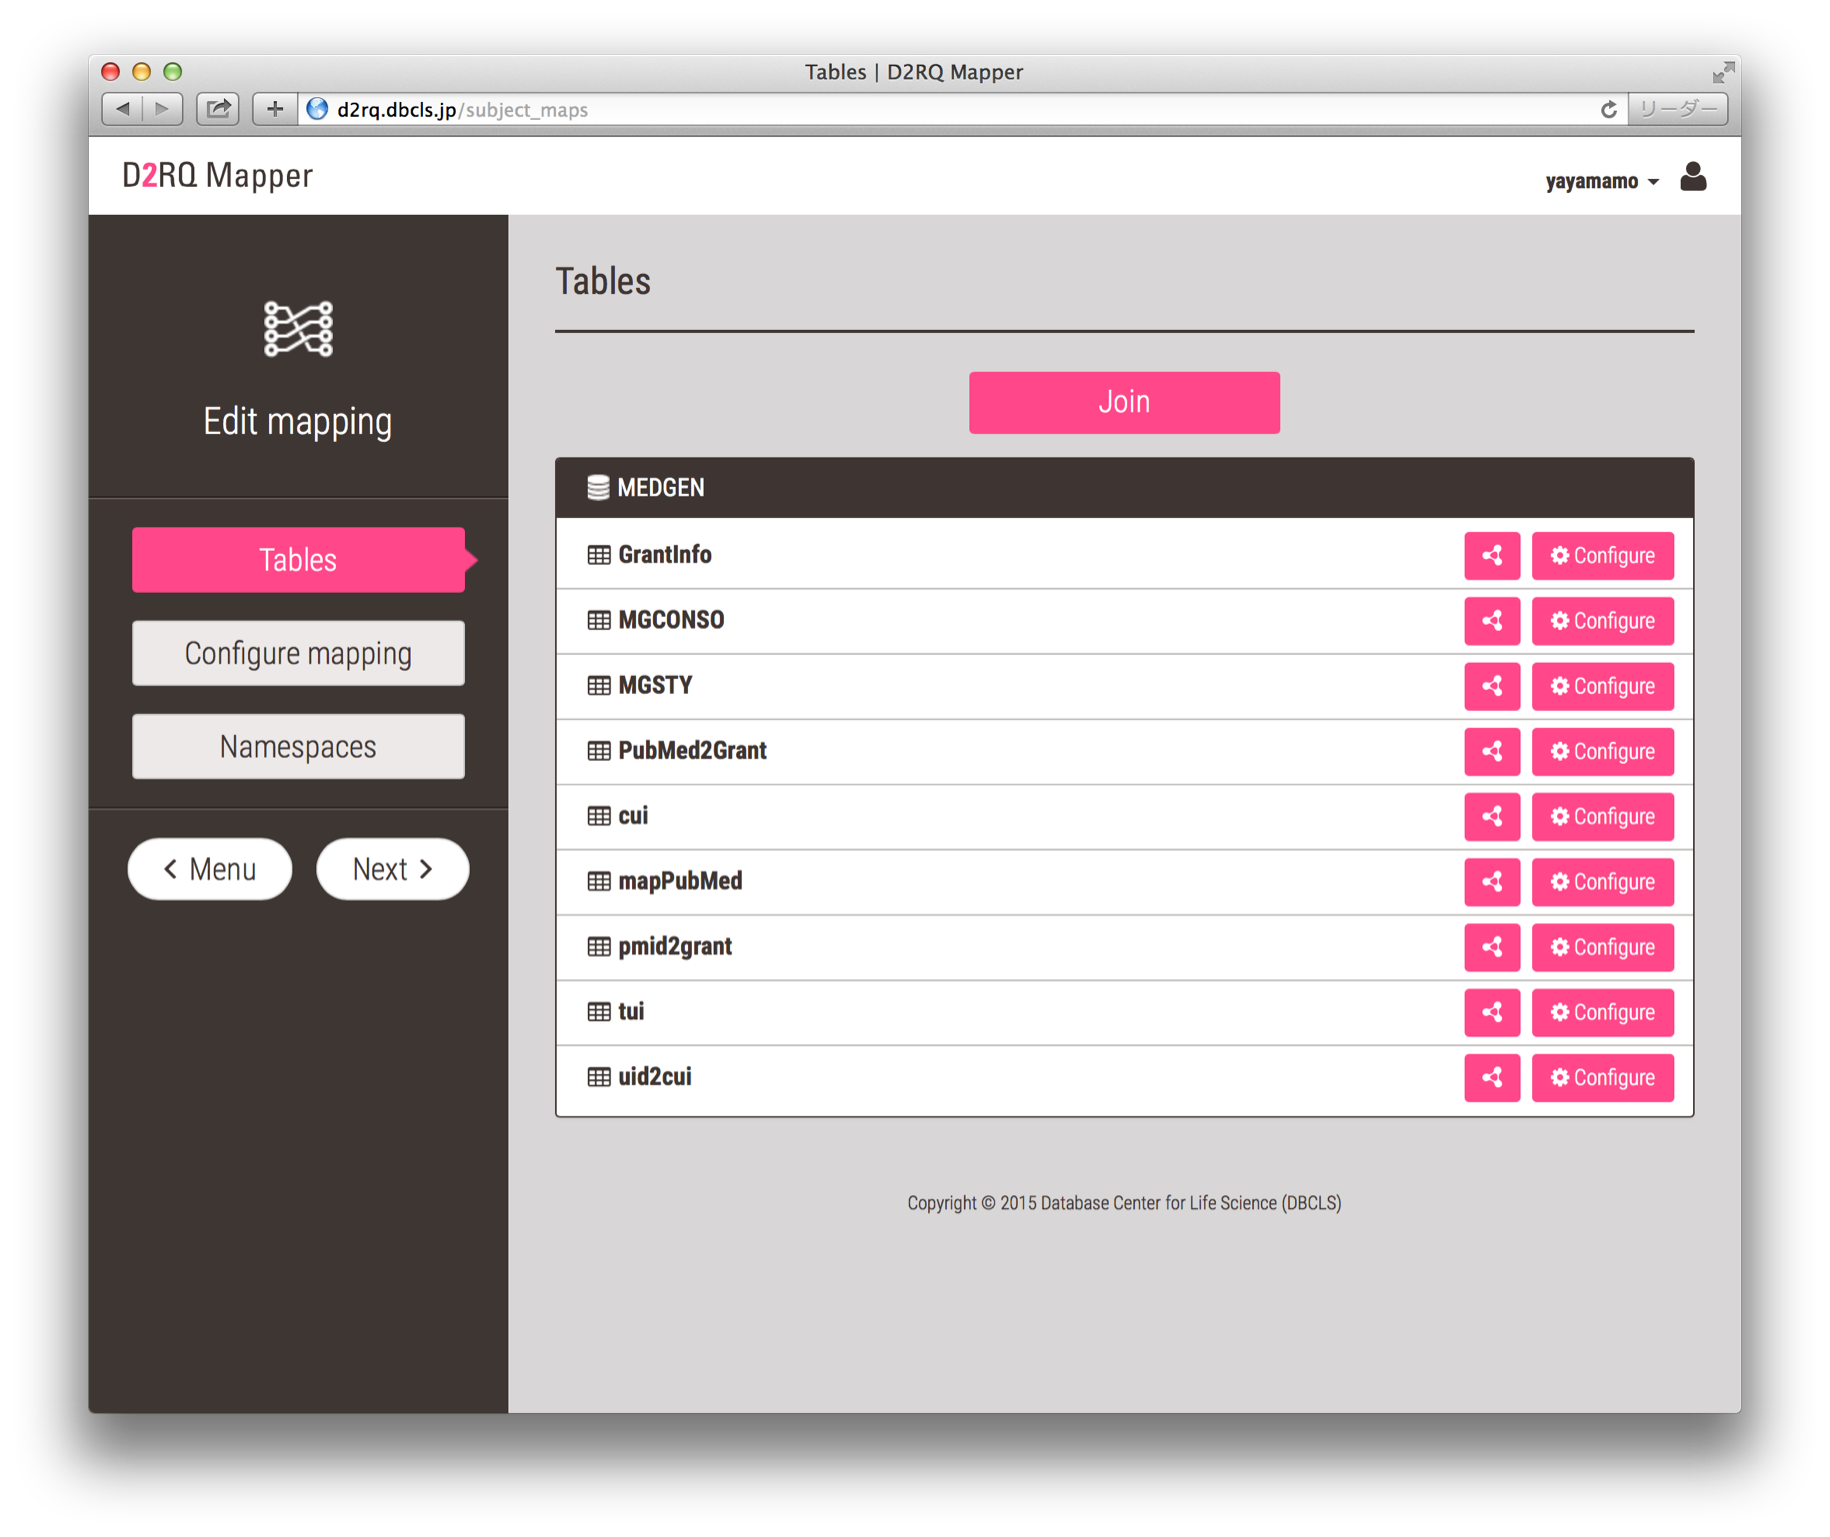 Tables | D2RQ Mapper
d2rq.dbcls.jp/subject_maps
リーダー
D2RQ Mapper
yayamamo
Edit mapping
Tables
Configure mapping
Namespaces
Menu
Next
Tables
Join
MEDGEN
GrantInfo Configure
MGCONSO Configure
MGSTY Configure
PubMed2Grant Configure
cui Configure
mapPubMed Configure
pmid2grant Configure
tui Configure
uid2cui Configure
Copyright © 2015 Database Center for Life Science (DBCLS)